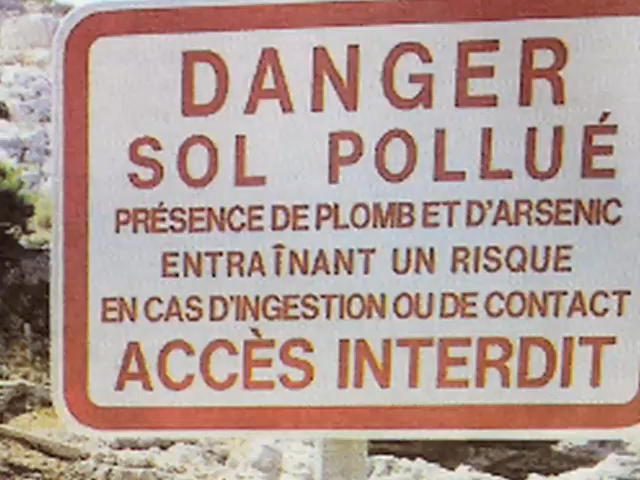 DANGER
SOL POLLUÉ
PRÉSENCE DE PLOMB ET D'ARSENIC
ENTRAÎNANT UN RISQUE
EN CAS D'INGESTION OU DE CONTACT
ACCÈS INTERDIT